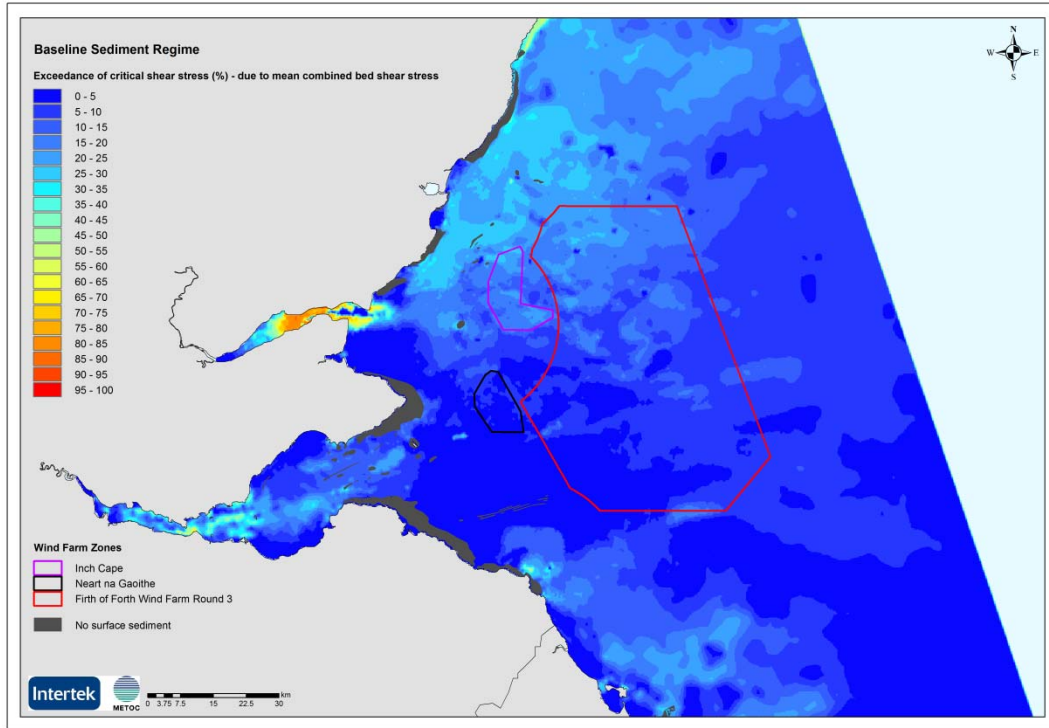 Baseline Sediment Regime
Exceedance of critical shear stress (%) - due to mean combined bed shear stress
0 - 5
5 - 10
10 - 15
15 - 20
20 - 25
25 - 30
30 - 35
35 - 40
40 - 45
45 - 50
50 - 55
55 - 60
60 - 65
65 - 70
70 - 75
75 - 80
80 - 85
85 - 90
90 - 95
95 - 100
N
W E
S
Wind Farm Zones
Inch Cape
Neart na Gaoithe
Firth of Forth Wind Farm Round 3
No surface sediment
Intertek
METOC
km
0 3.75 7.5 15 22.5 30